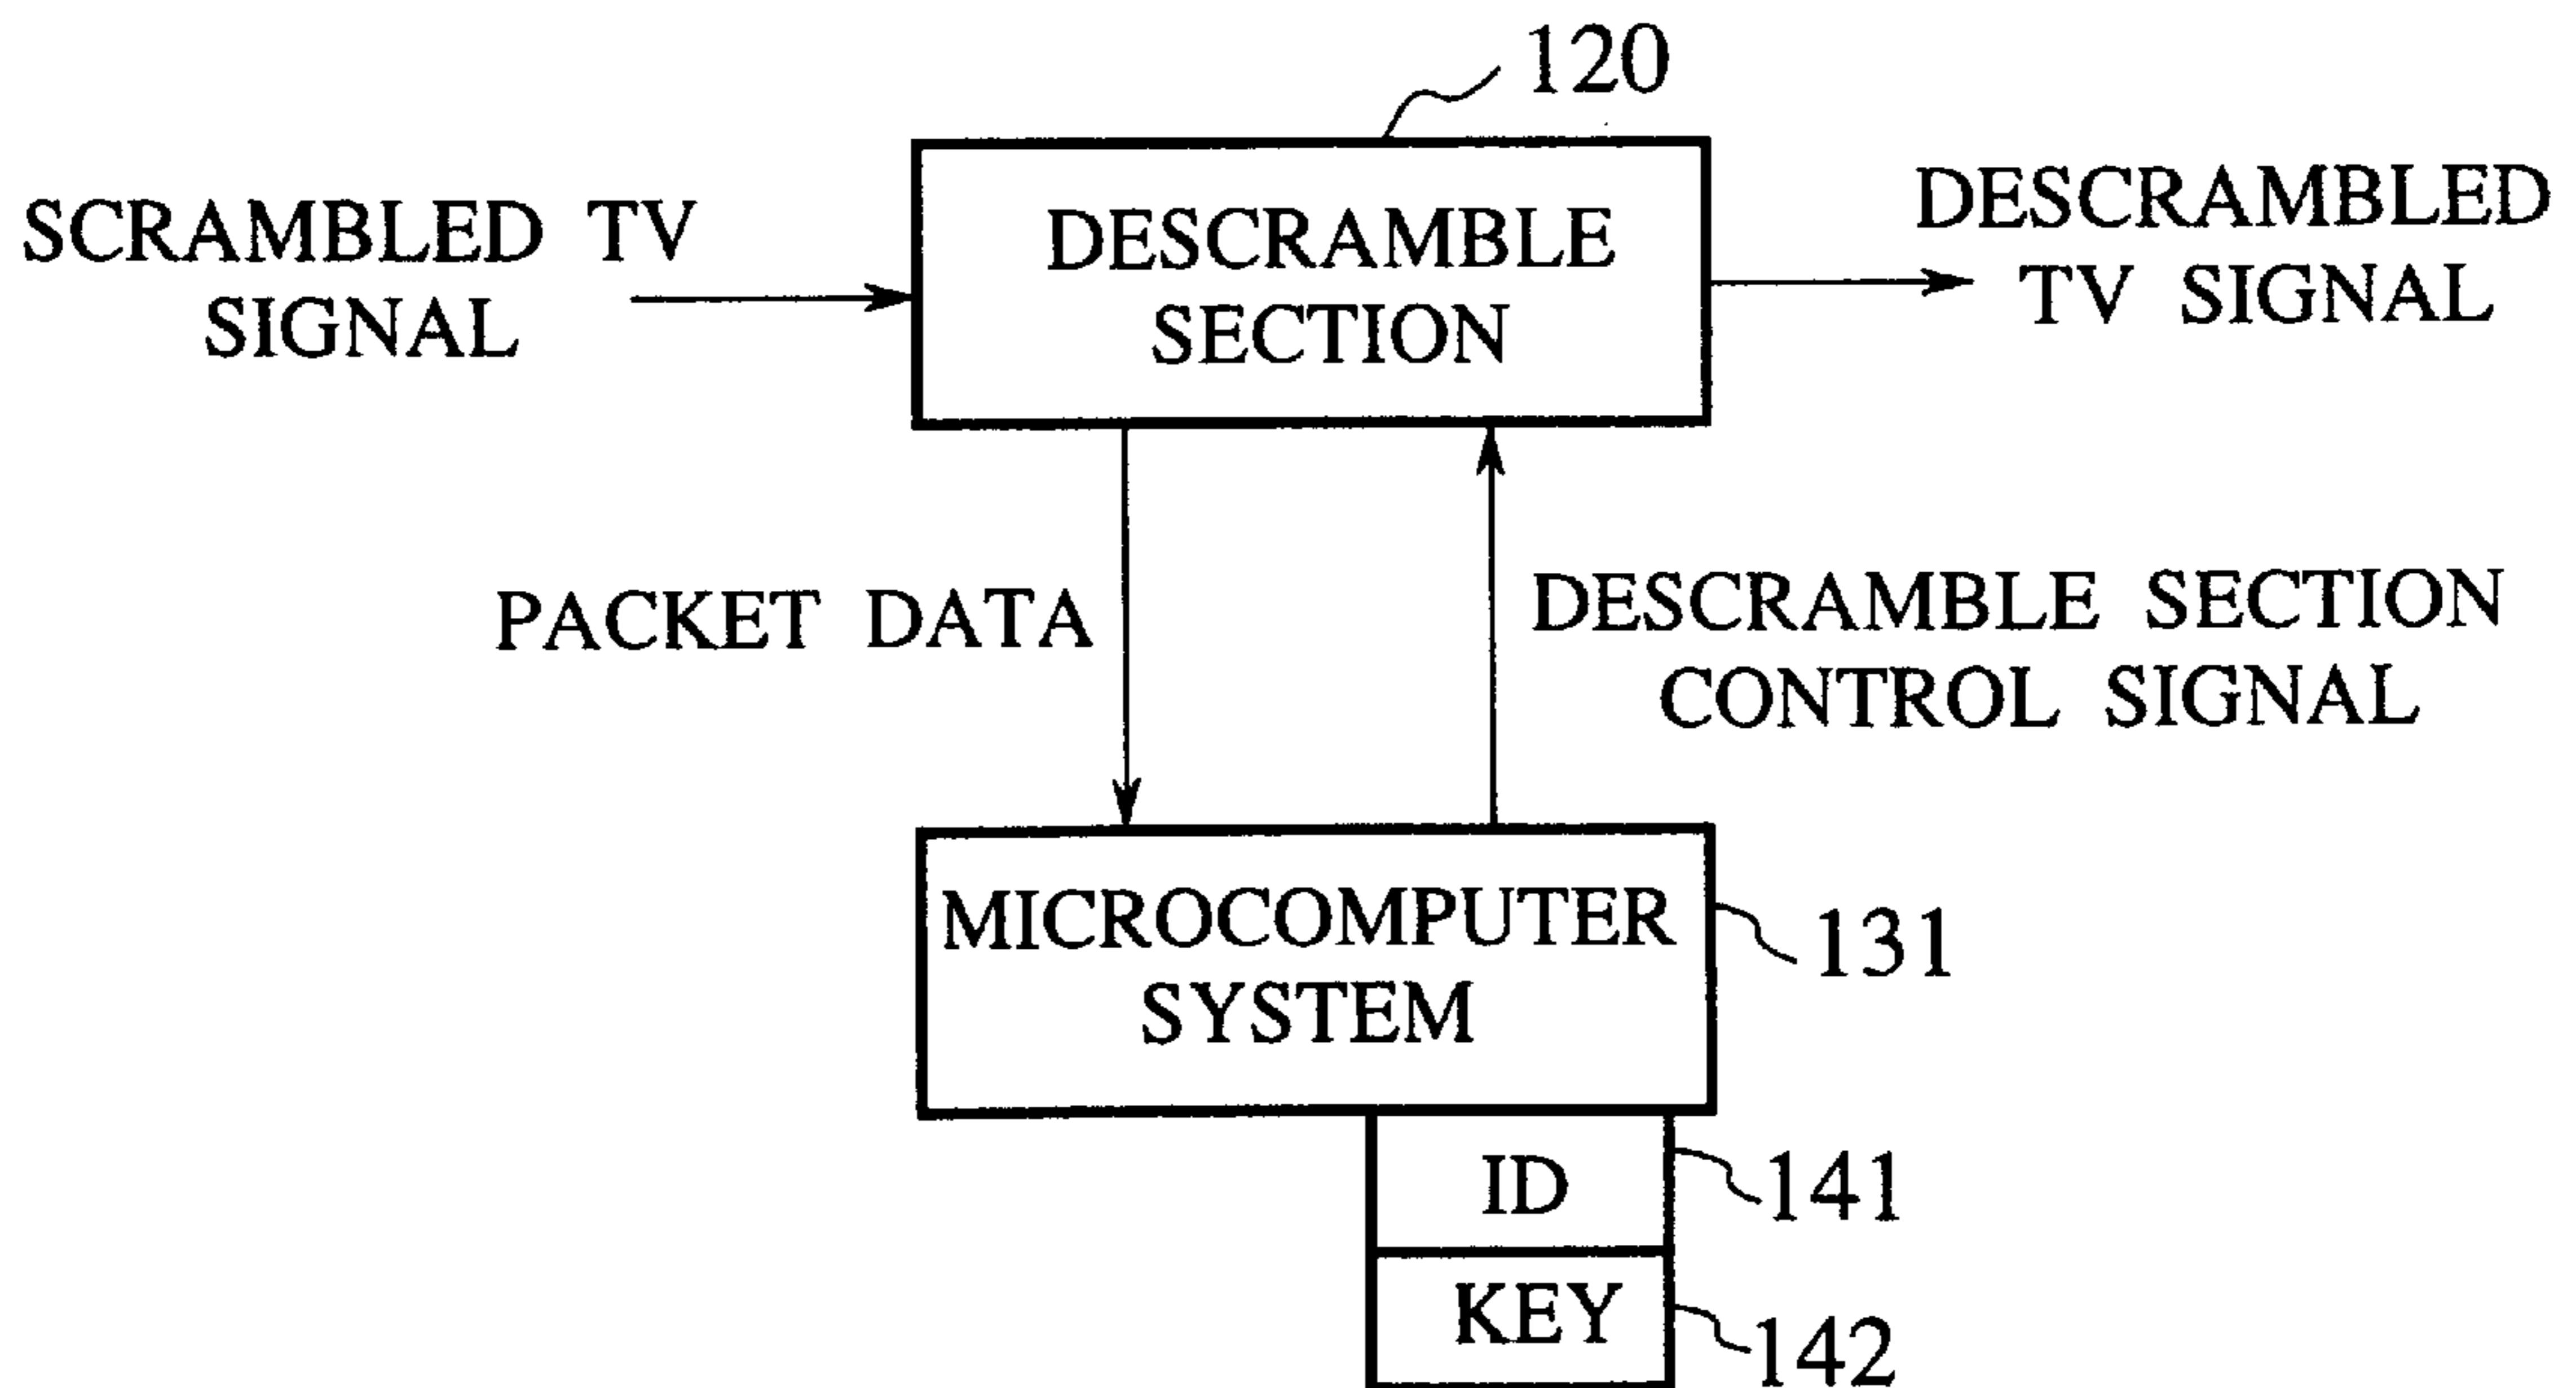 120
SCRAMBLED TV
SIGNAL
DESCRAMBLE
SECTION
DESCRAMBLED
TV SIGNAL
PACKET DATA
DESCRAMBLE SECTION
CONTROL SIGNAL
MICROCOMPUTER
SYSTEM
131
ID
141
KEY
142